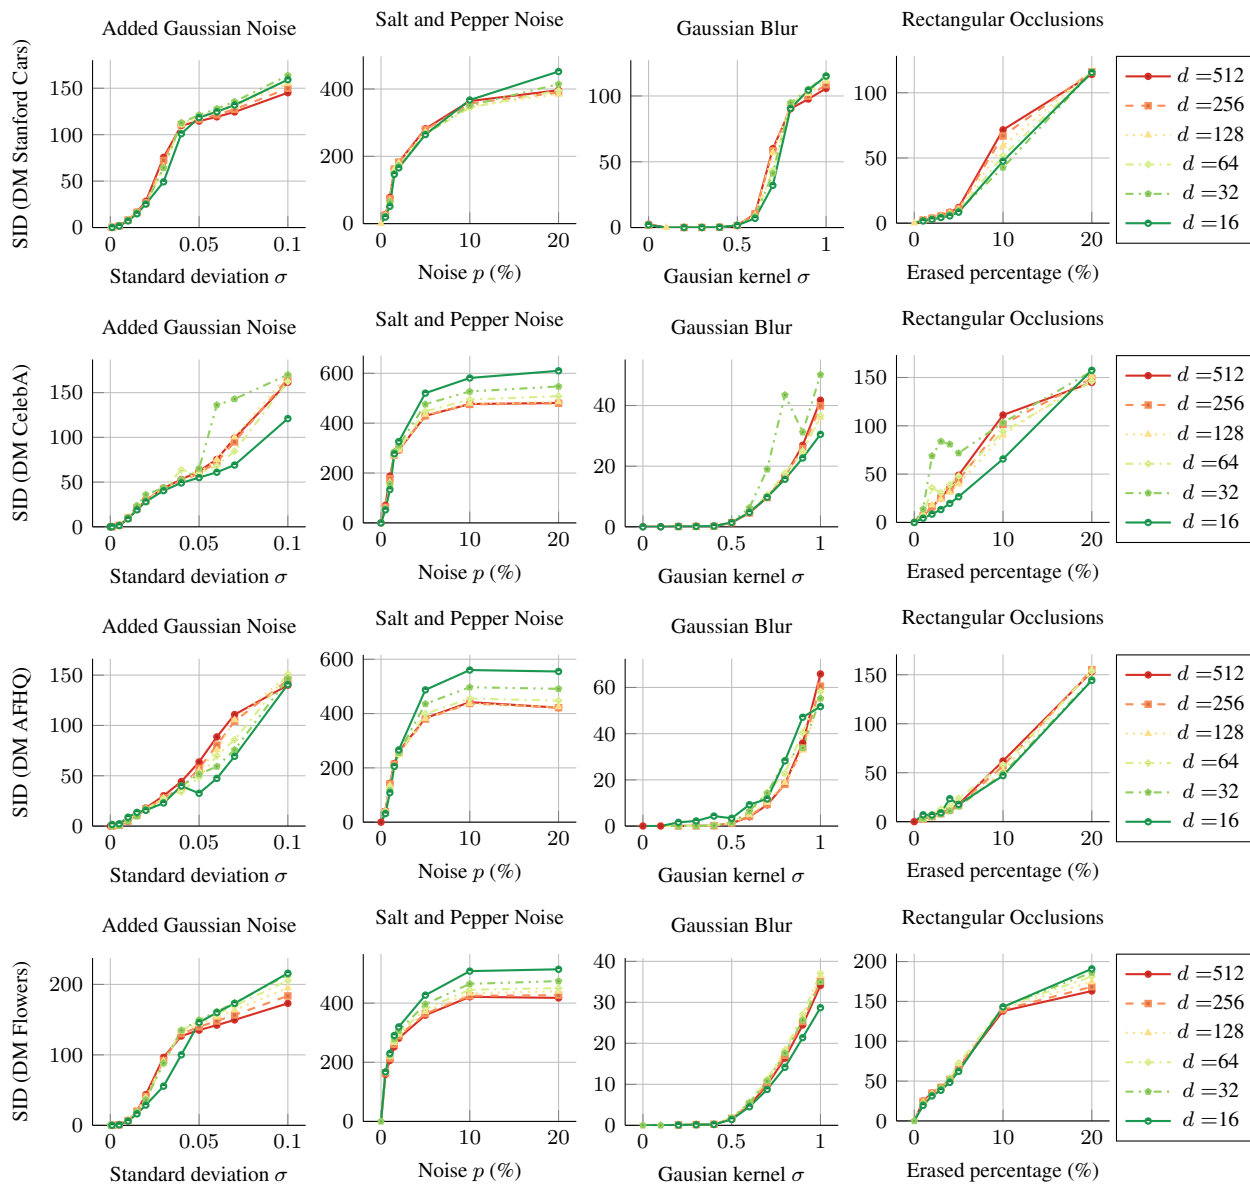 Added Gaussian Noise
Salt and Pepper Noise
Gaussian Blur
Rectangular Occlusions
SID (DM Stanford Cars)
0 50 100 150
0 0.05 0.1
Standard deviation σ
0 200 400
0 10 20
Noise p (%)
0 50 100
0 0.5 1
Gausian kernel σ
0 50 100
0 10 20
Erased percentage (%)
d =512
d =256
d =128
d =64
d =32
d =16
Added Gaussian Noise
Salt and Pepper Noise
Gaussian Blur
Rectangular Occlusions
SID (DM CelebA)
0 50 100 150
0 0.05 0.1
Standard deviation σ
0 200 400 600
0 10 20
Noise p (%)
0 20 40
0 0.5 1
Gausian kernel σ
0 50 100 150
0 10 20
Erased percentage (%)
d =512
d =256
d =128
d =64
d =32
d =16
Added Gaussian Noise
Salt and Pepper Noise
Gaussian Blur
Rectangular Occlusions
SID (DM AFHQ)
0 50 100 150
0 0.05 0.1
Standard deviation σ
0 200 400 600
0 10 20
Noise p (%)
0 20 40 60
0 0.5 1
Gausian kernel σ
0 50 100 150
0 10 20
Erased percentage (%)
d =512
d =256
d =128
d =64
d =32
d =16
Added Gaussian Noise
Salt and Pepper Noise
Gaussian Blur
Rectangular Occlusions
SID (DM Flowers)
0 100 200
0 0.05 0.1
Standard deviation σ
0 200 400
0 10 20
Noise p (%)
0 10 20 30 40
0 0.5 1
Gausian kernel σ
0 50 100 150 200
0 10 20
Erased percentage (%)
d =512
d =256
d =128
d =64
d =32
d =16